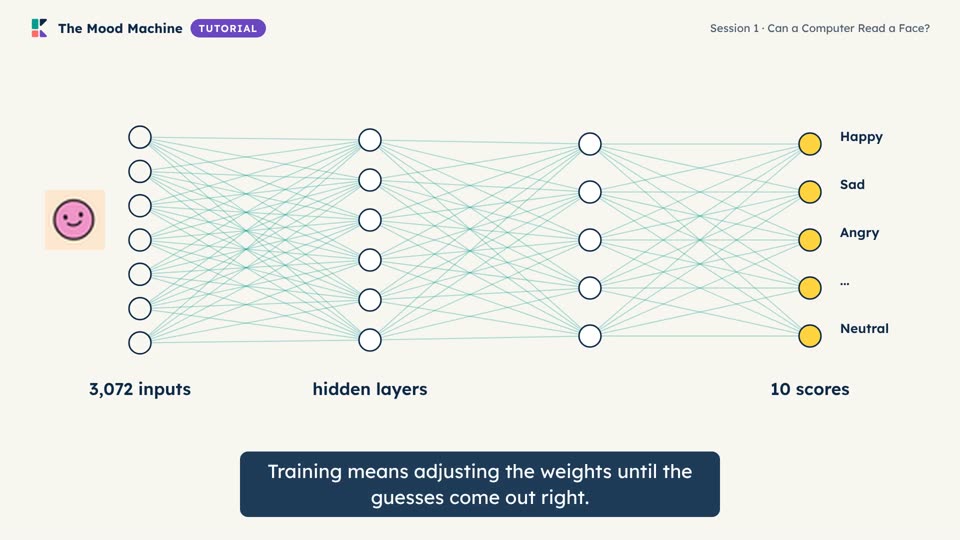 The Mood Machine TUTORIAL
Session 1 · Can a Computer Read a Face?
Happy
Sad
Angry
...
Neutral
3,072 inputs
hidden layers
10 scores
Training means adjusting the weights until the
guesses come out right.